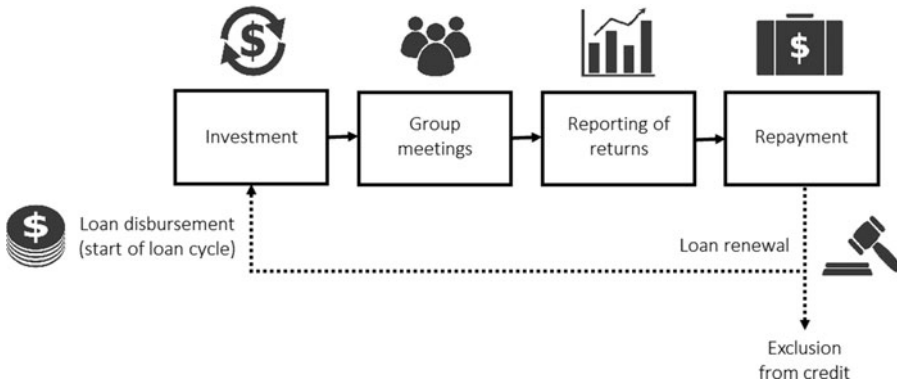 $
$
Investment
Group
meetings
Reporting of
returns
Repayment
$
Loan disbursement
(start of loan cycle)
Loan renewal
Exclusion
from credit